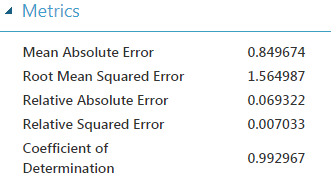 Metrics
Mean Absolute Error 0.849674
Root Mean Squared Error 1.564987
Relative Absolute Error 0.069322
Relative Squared Error 0.007033
Coefficient of
Determination 0.992967